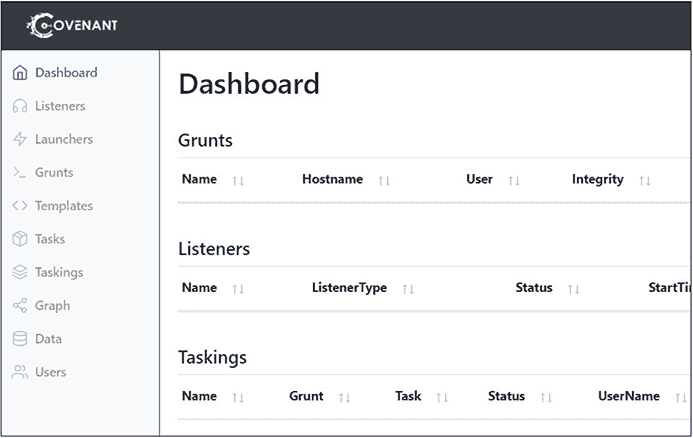 COVENANT
Dashboard
Listeners
Launchers
Grunts
Templates
Tasks
Taskings
Graph
Data
Users
Dashboard
Grunts
Name Hostname User Integrity
Listeners
Name ListenerType Status StartTi
Taskings
Name Grunt Task Status UserName